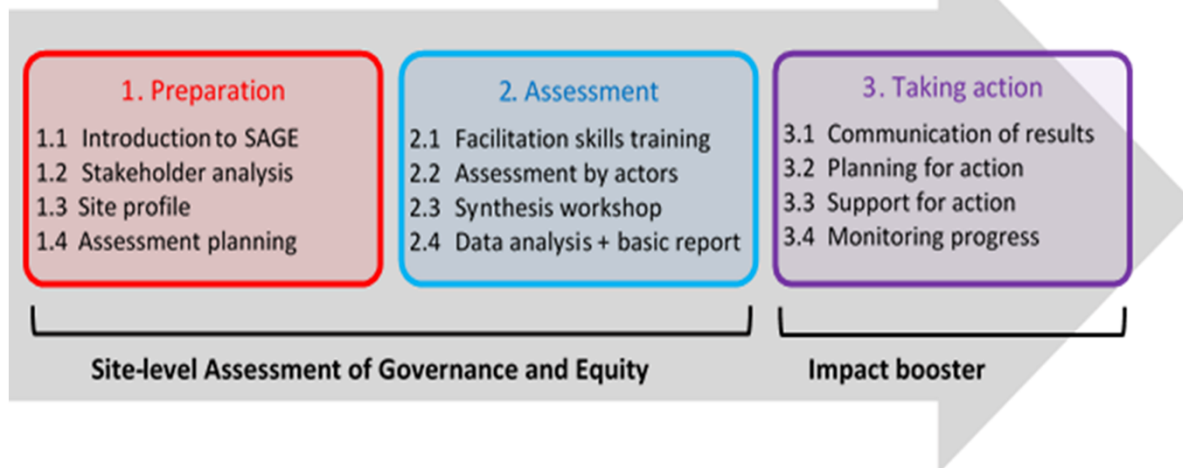 1. Preparation
1.1 Introduction to SAGE
1.2 Stakeholder analysis
1.3 Site profile
1.4 Assessment planning
2. Assessment
2.1 Facilitation skills training
2.2 Assessment by actors
2.3 Synthesis workshop
2.4 Data analysis + basic report
3. Taking action
3.1 Communication of results
3.2 Planning for action
3.3 Support for action
3.4 Monitoring progress
Site-level Assessment of Governance and Equity
Impact booster